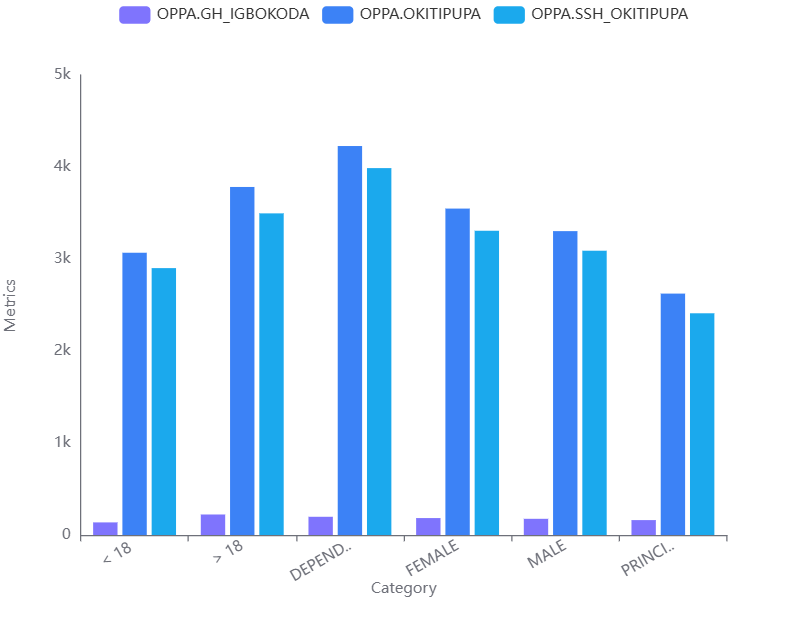 OPPA.GH_IGBOKODA OPPA.OKITIPUPA OPPA.SSH_OKITIPUPA
5k
4k
3k
2k
1k
0
Metrics
< 18 > 18 DEPEND.. FEMALE MALE PRINCI..
Category